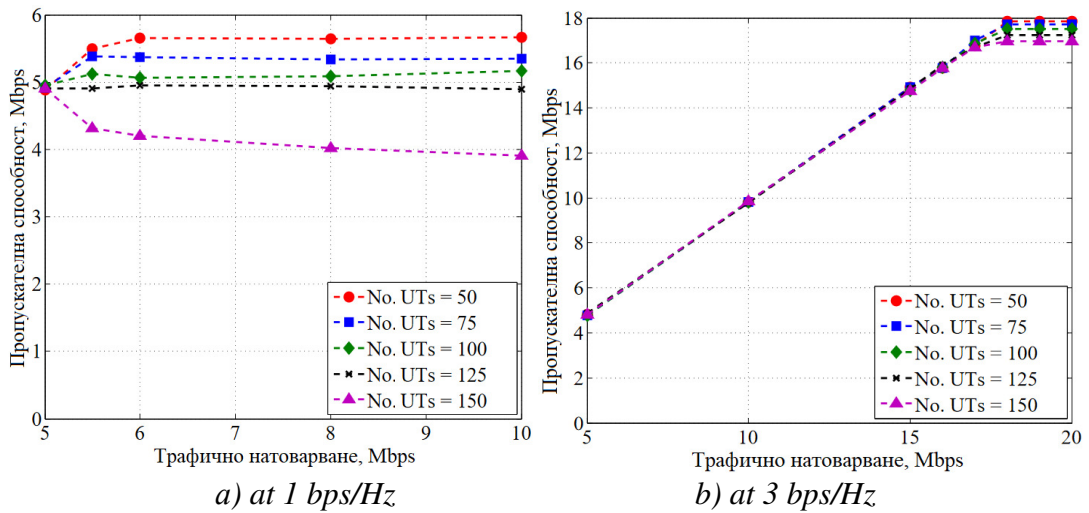 Пропускателна способност, Mbps
6
5
4
3
2
1
0
5
6
7
8
9
10
Трафично натоварване, Mbps
No. UTs = 50
No. UTs = 75
No. UTs = 100
No. UTs = 125
No. UTs = 150
a) at 1 bps/Hz
Пропускателна способност, Mbps
18
16
14
12
10
8
6
4
2
0
5
10
15
20
Трафично натоварване, Mbps
No. UTs = 50
No. UTs = 75
No. UTs = 100
No. UTs = 125
No. UTs = 150
b) at 3 bps/Hz